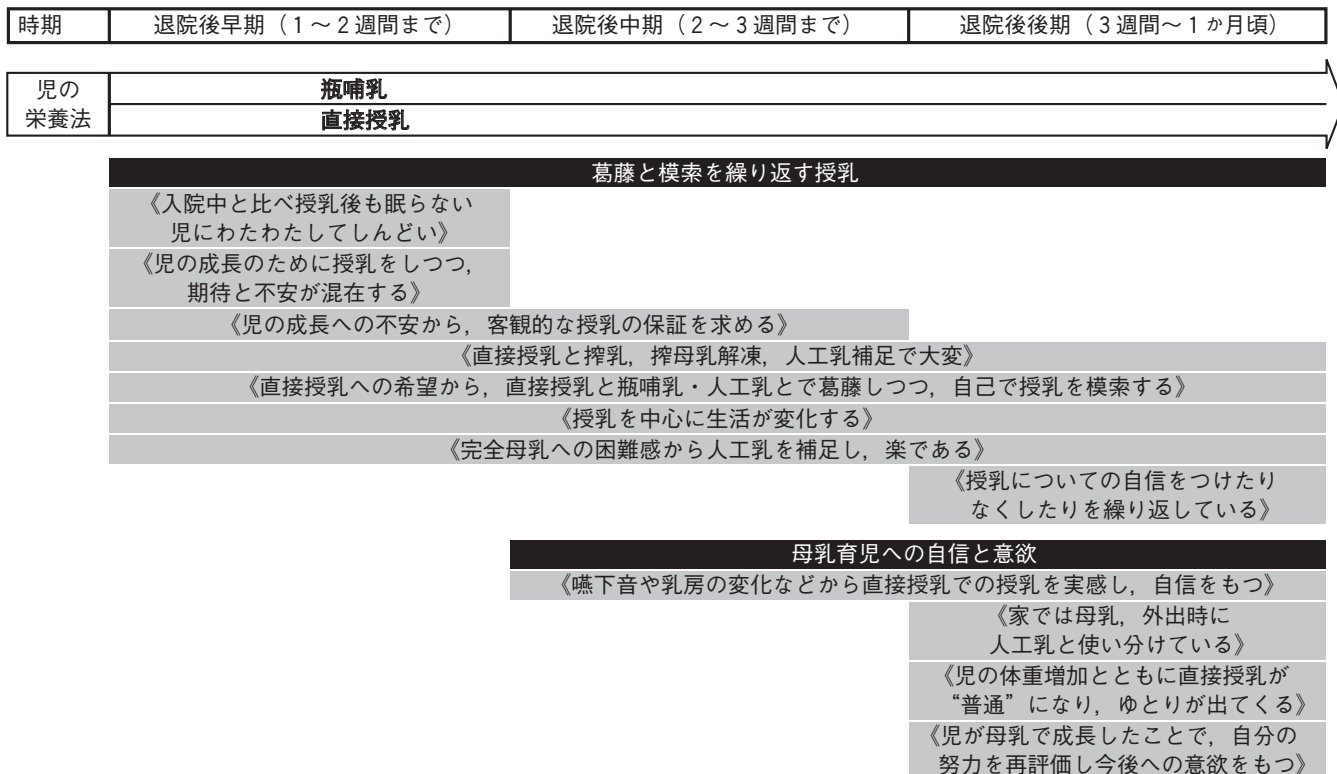 時期 退院後早期（1～2週間まで） 退院後中期（2～3週間まで） 退院後後期（3週間～1か月頃）
児の
栄養法
瓶哺乳
直接授乳
葛藤と模索を繰り返す授乳
《入院中と比べ授乳後も眠らない
児にわたわたしてしんどい》
《児の成長のために授乳をしつつ，
期待と不安が混在する》
《児の成長への不安から，客観的な授乳の保証を求める》
《直接授乳と搾乳，搾母乳解凍，人工乳補足で大変》
《直接授乳への希望から，直接授乳と瓶哺乳・人工乳とで葛藤しつつ，自己で授乳を模索する》
《授乳を中心に生活が変化する》
《完全母乳への困難感から人工乳を補足し，楽である》
《授乳についての自信をつけたり
なくしたりを繰り返している》
母乳育児への自信と意欲
《嚥下音や乳房の変化などから直接授乳での授乳を実感し，自信をもつ》
《家では母乳，外出時に
人工乳と使い分けている》
《児の体重増加とともに直接授乳が
“普通”になり，ゆとりが出てくる》
《児が母乳で成長したことで，自分の
努力を再評価し今後への意欲をもつ》